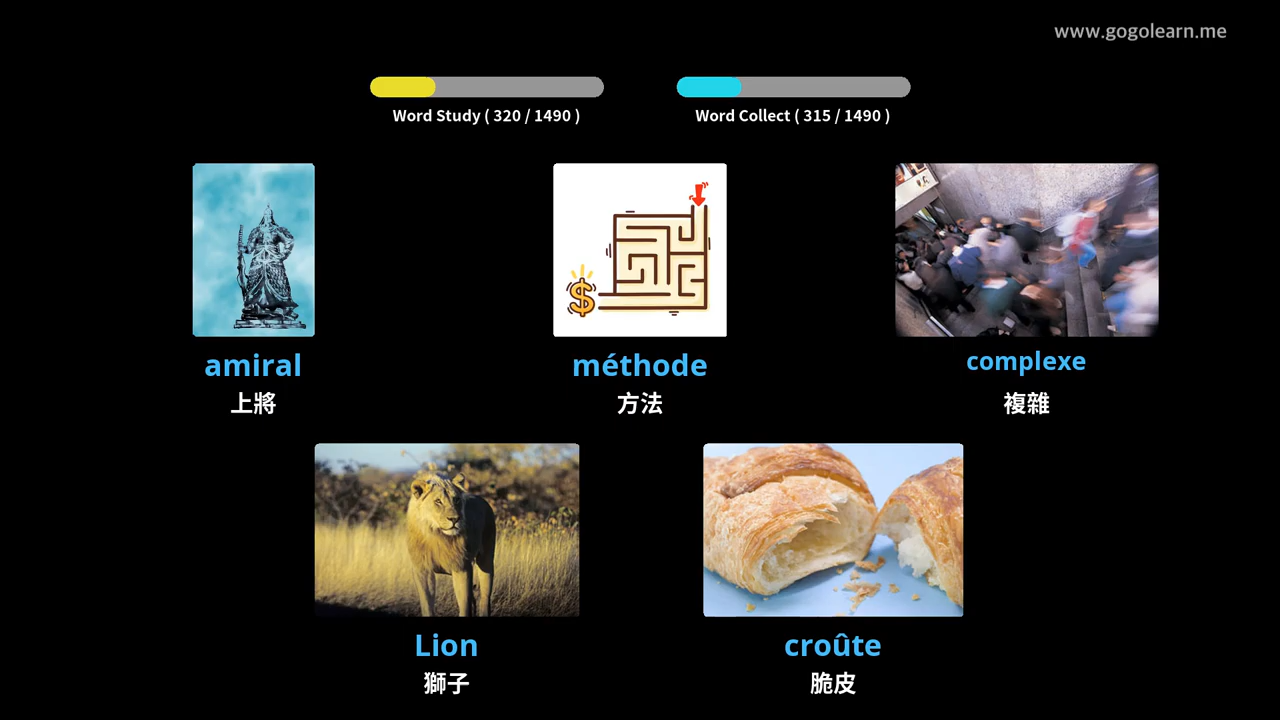 www.gogolearn.me
Word Study ( 320 / 1490 )
Word Collect ( 315 / 1490 )
amiral
上將
méthode
方法
complexe
複雜
$
Lion
獅子
croûte
脆皮